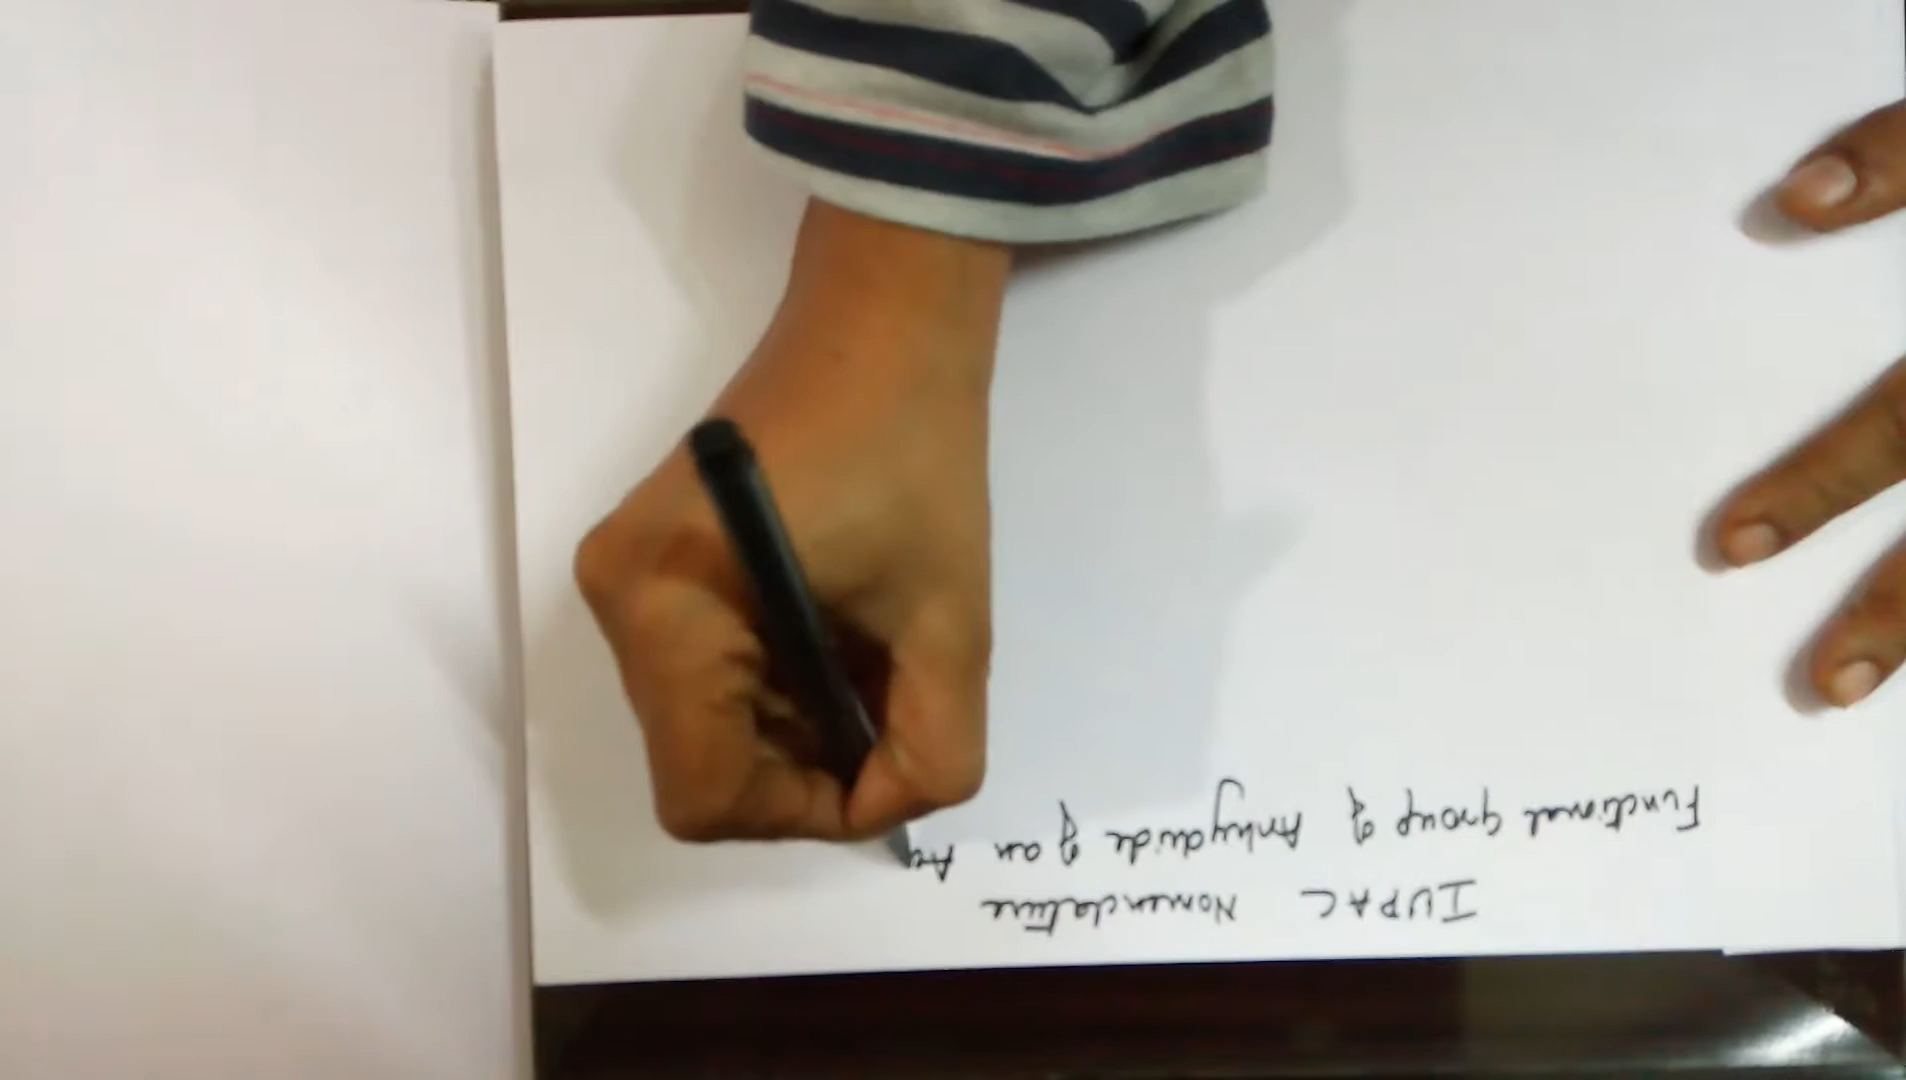 IUPAC Nomenclature
Functional group of Anhydride of an